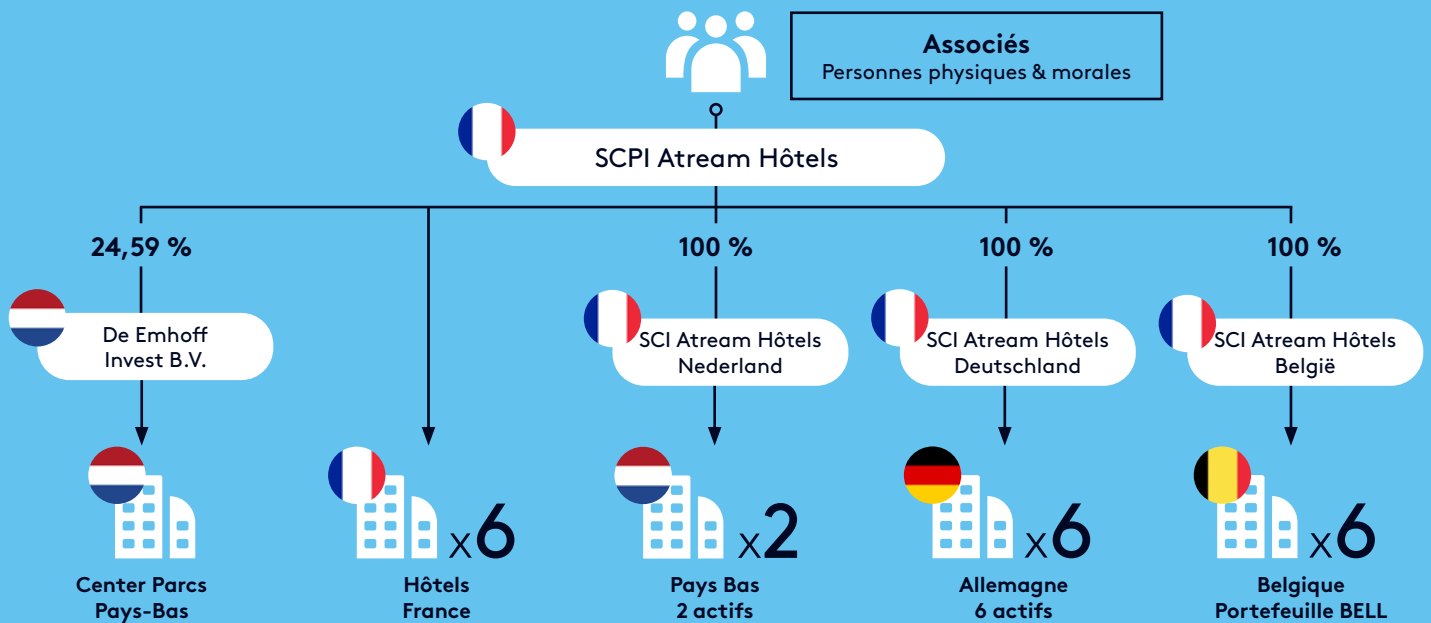 Associés
Personnes physiques & morales
SCPI Atream Hôtels
24,59 %
100 %
100 %
100 %
De Emhoff
Invest B.V.
SCI Atream Hôtels
Nederland
SCI Atream Hôtels
Deutschland
SCI Atream Hôtels
België
x6
x2
x6
x6
Center Parcs
Pays-Bas
Hôtels
France
Pays Bas
2 actifs
Allemagne
6 actifs
Belgique
Portefeuille BELL